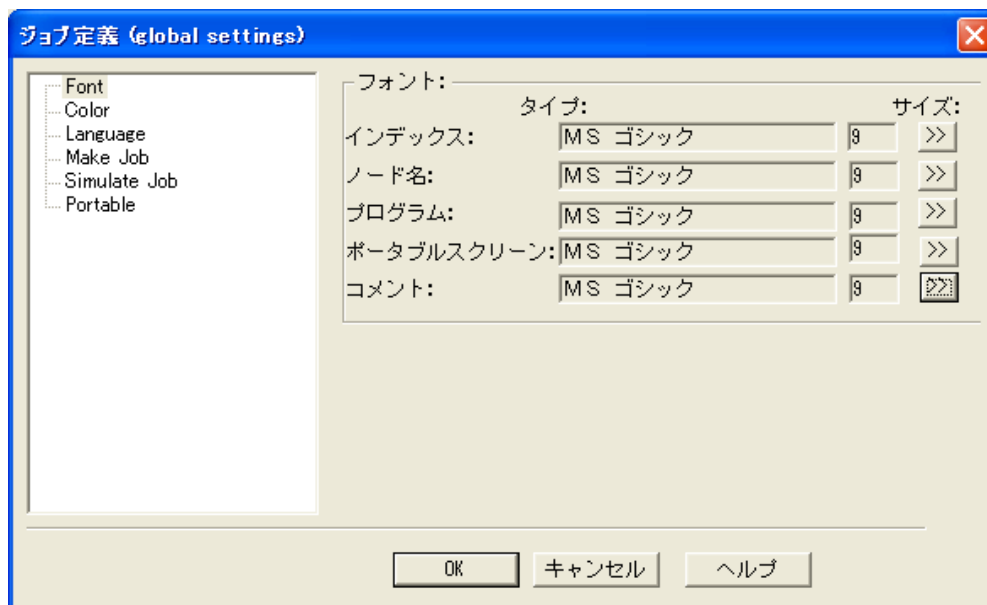 ジョブ定義 (global settings)
Font
Color
Language
Make Job
Simulate Job
Portable
フォント:
タイプ: サイズ:
インデックス: MS ゴシック 9 >>
ノード名: MS ゴシック 9 >>
プログラム: MS ゴシック 9 >>
ポータブルスクリーン: MS ゴシック 9 >>
コメント: MS ゴシック 9 >>
OK キャンセル ヘルプ